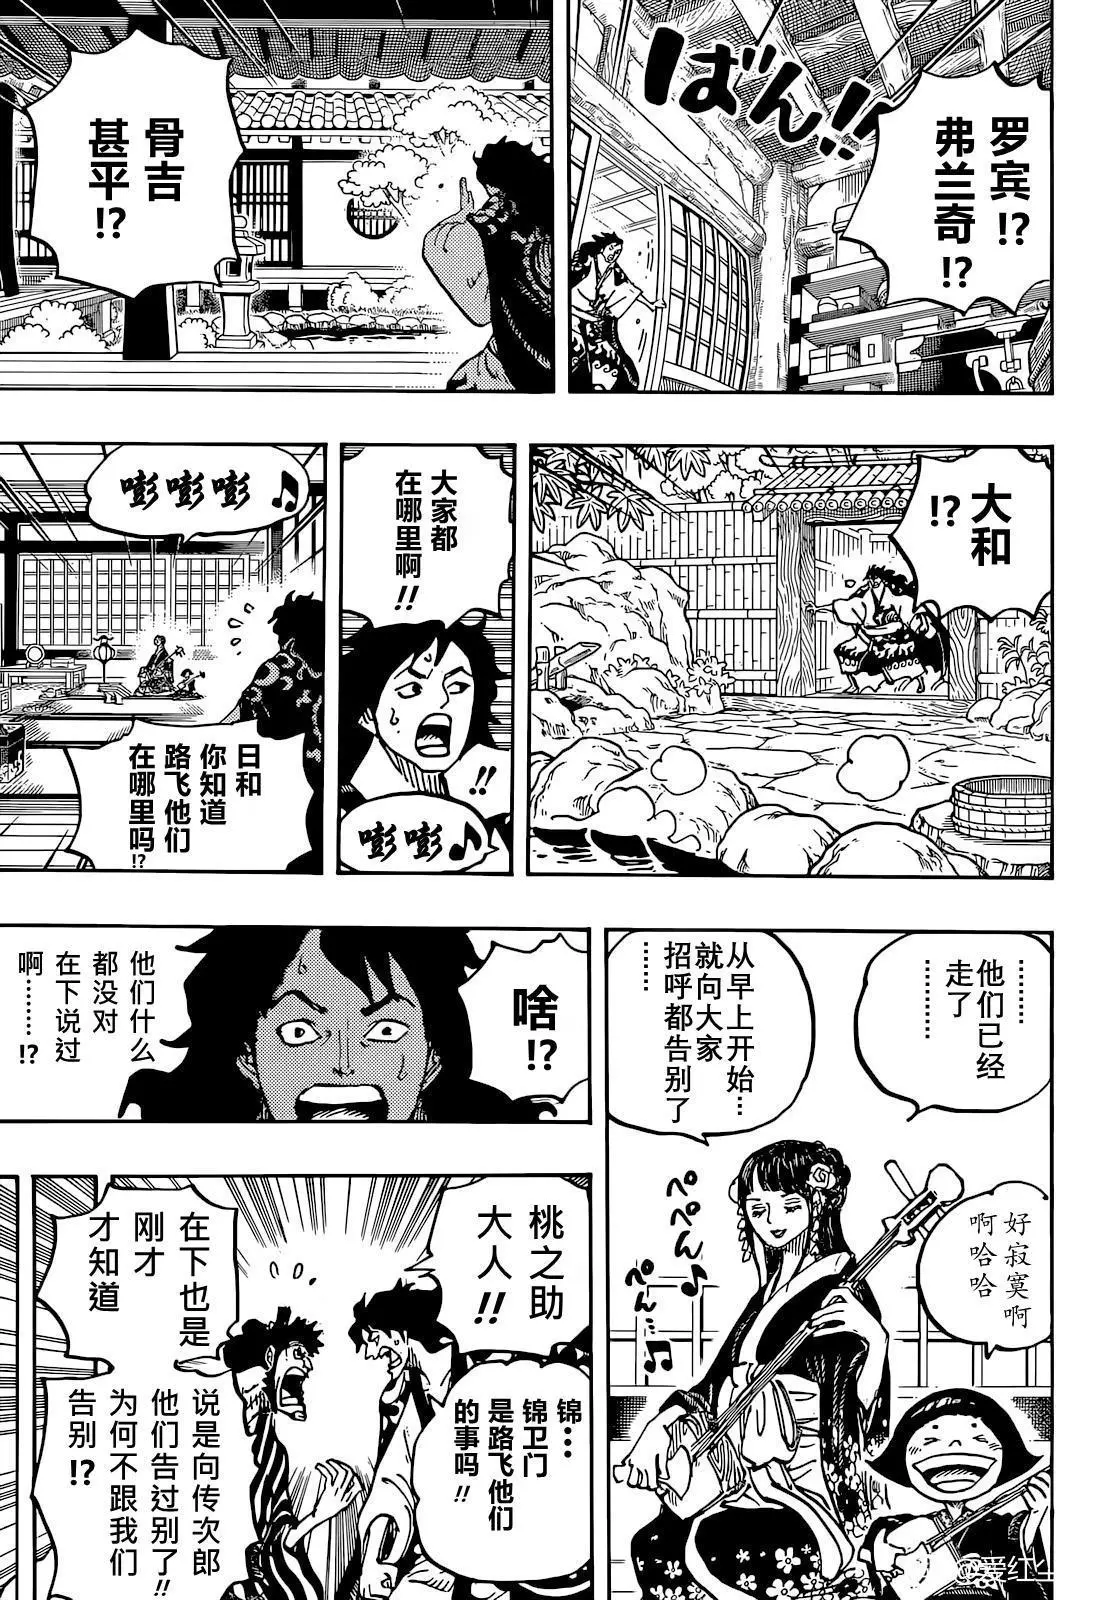 罗宾!?
弗兰奇!?
ばん!!
骨吉
甚平
!?
大和
!?
大家都
在哪里啊
!!
!!
嘭嘭♪
嘭嘭嘭♪
日和
你知道
路飞他们
在哪里吗
!?
他们已经
走了……
……
从早上开始…
就向大家
招呼都告别了
……
好寂寞啊
啊哈哈
ペペん♪
ペペん♪
啥!?
他们什么
都没对
在下说过
啊………!?
桃之助
大人!!
锦…
锦卫门
是路飞他们
的事吗!!
在下也是
刚才
才知道
说是向传次郎
他们告过别了!!
为何不跟我们
告别!?
@爱红